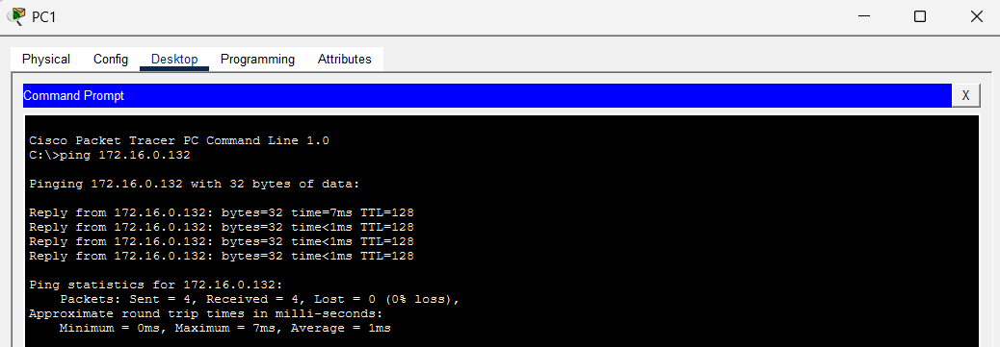 PC1
Physical Config Desktop Programming Attributes
Command Prompt X
Cisco Packet Tracer PC Command Line 1.0
C:\>ping 172.16.0.132
Pinging 172.16.0.132 with 32 bytes of data:
Reply from 172.16.0.132: bytes=32 time=7ms TTL=128
Reply from 172.16.0.132: bytes=32 time<1ms TTL=128
Reply from 172.16.0.132: bytes=32 time<1ms TTL=128
Reply from 172.16.0.132: bytes=32 time<1ms TTL=128
Ping statistics for 172.16.0.132:
Packets: Sent = 4, Received = 4, Lost = 0 (0% loss),
Approximate round trip times in milli-seconds:
Minimum = 0ms, Maximum = 7ms, Average = 1ms